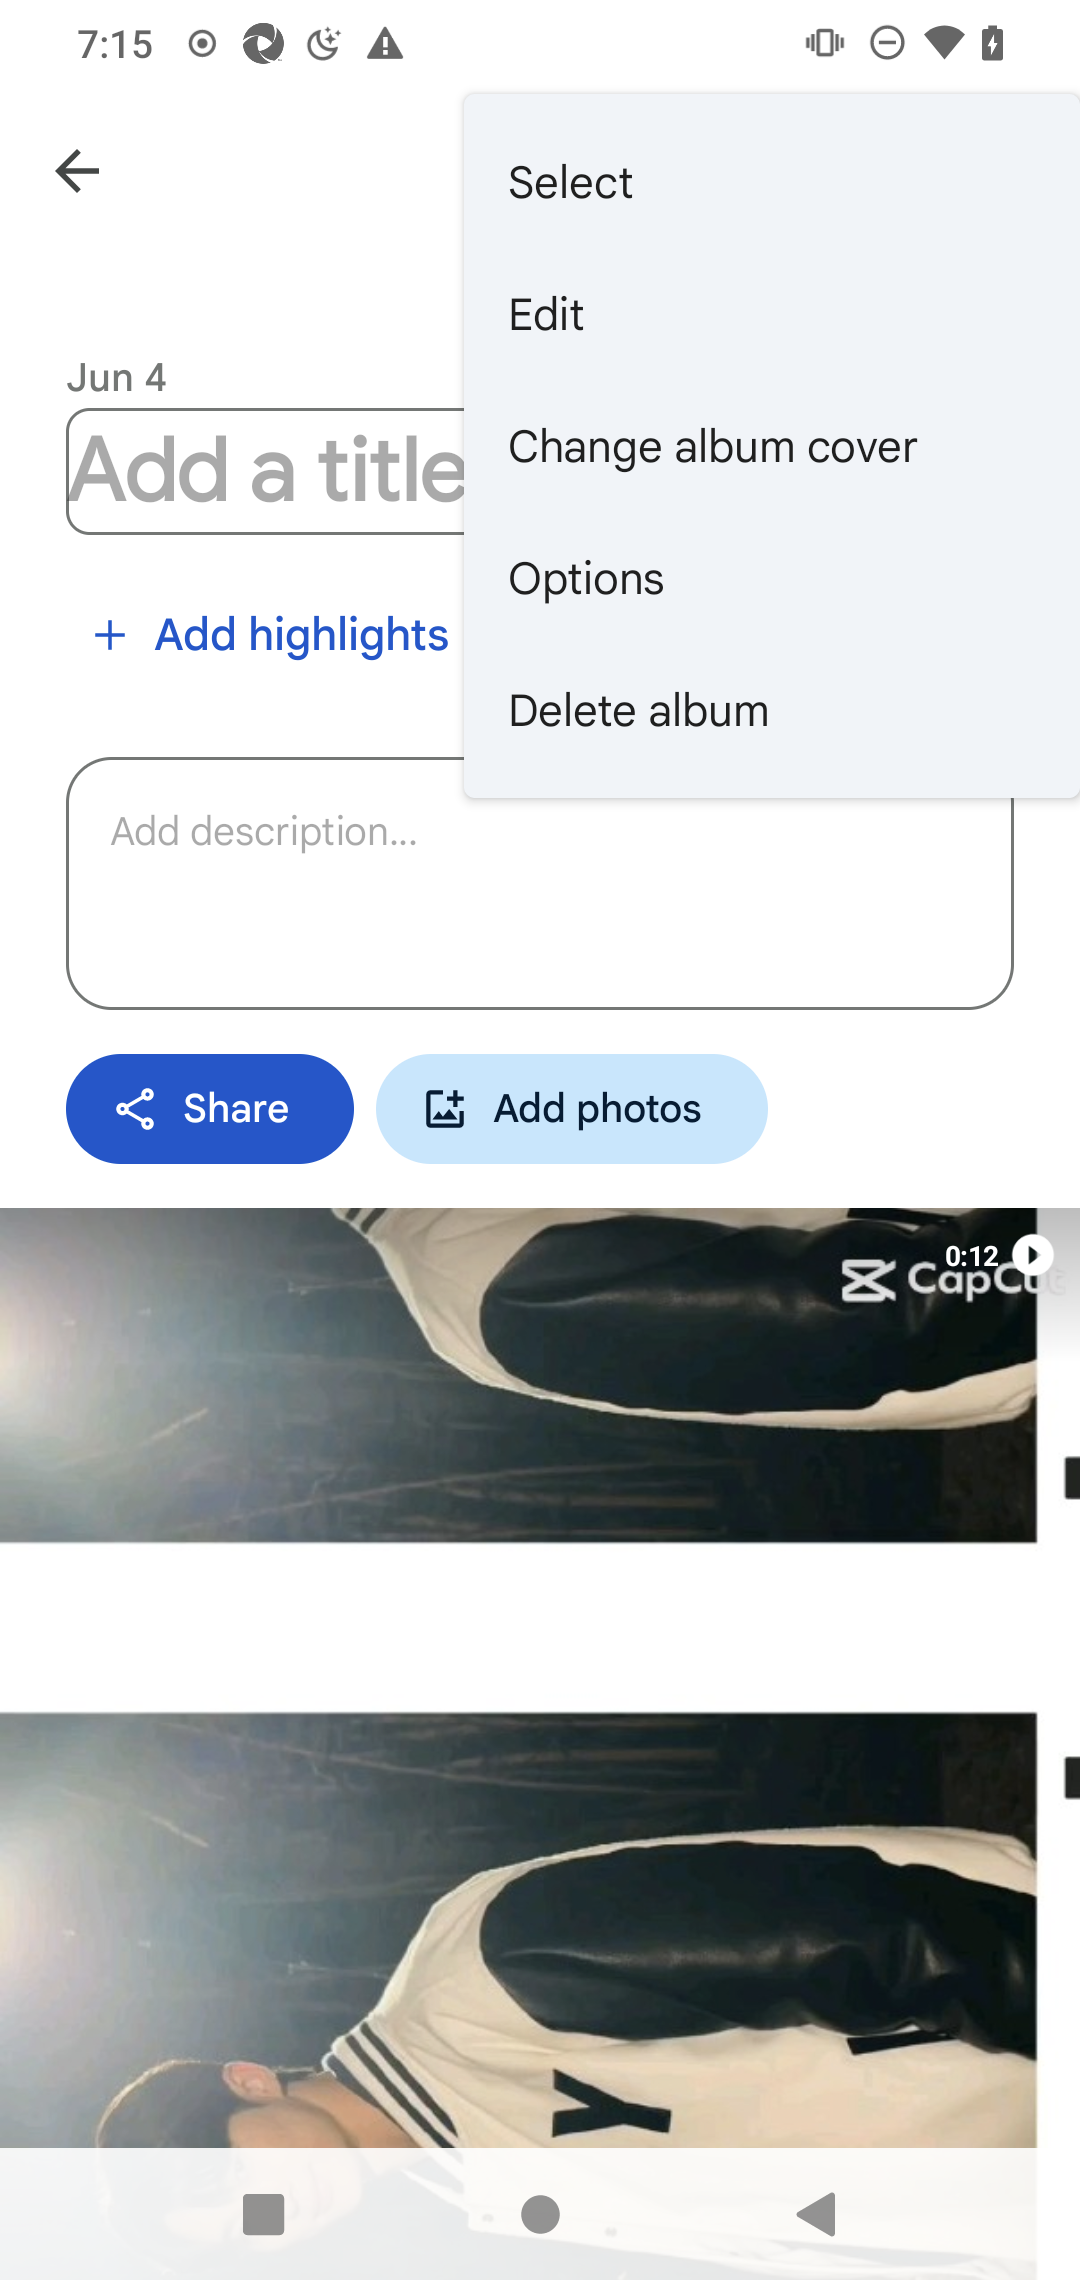 7:15
Select
Edit
Jun 4
Add a title
Change album cover
Options
+ Add highlights
Delete album
Add description...
Share
Add photos
0:12
CapCut
Y